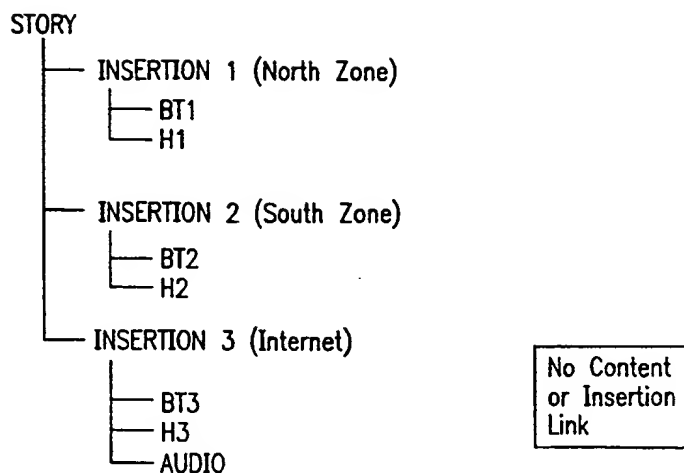 STORY
INSERTION 1 (North Zone)
BT1
H1
INSERTION 2 (South Zone)
BT2
H2
INSERTION 3 (Internet)
BT3
H3
AUDIO
No Content
or Insertion
Link